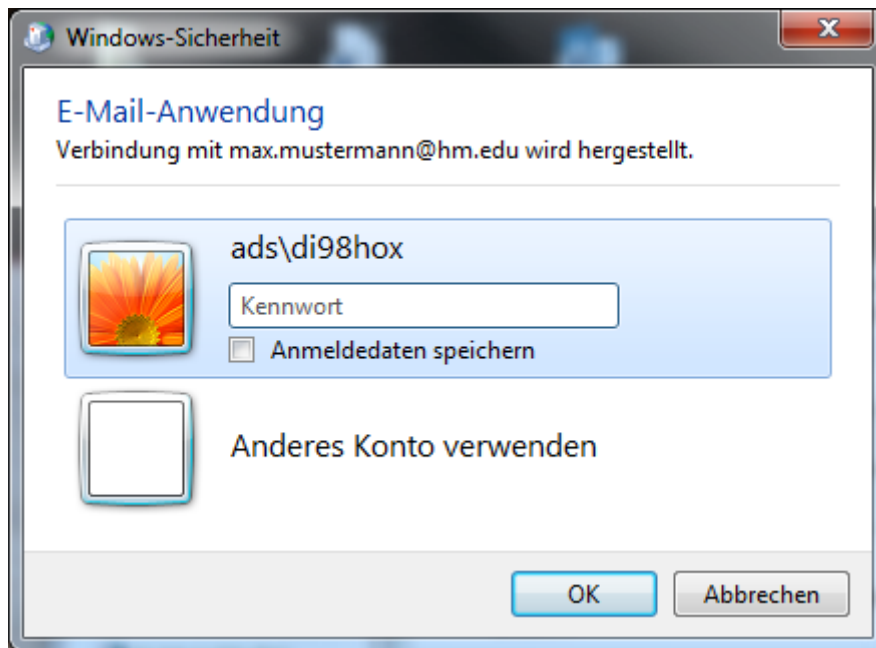 Windows-Sicherheit
E-Mail-Anwendung
Verbindung mit max.mustermann@hm.edu wird hergestellt.
ads\di98hox
Kennwort
Anmeldedaten speichern
Anderes Konto verwenden
OK
Abbrechen